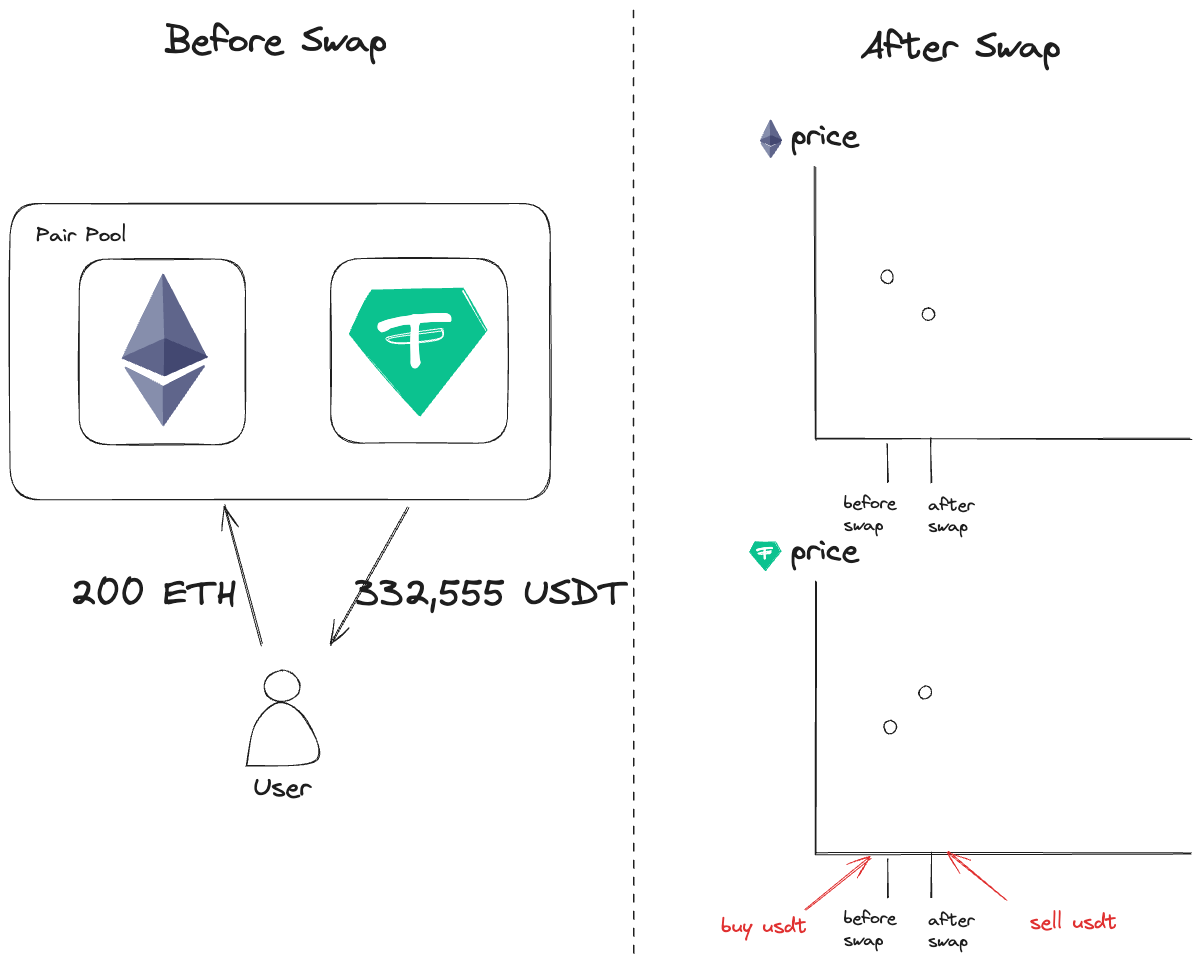 Before Swap
Pair Pool
200 ETH
332,555 USDT
User
After Swap
price
before
swap
after
swap
price
buy usdt
before
swap
after
swap
sell usdt